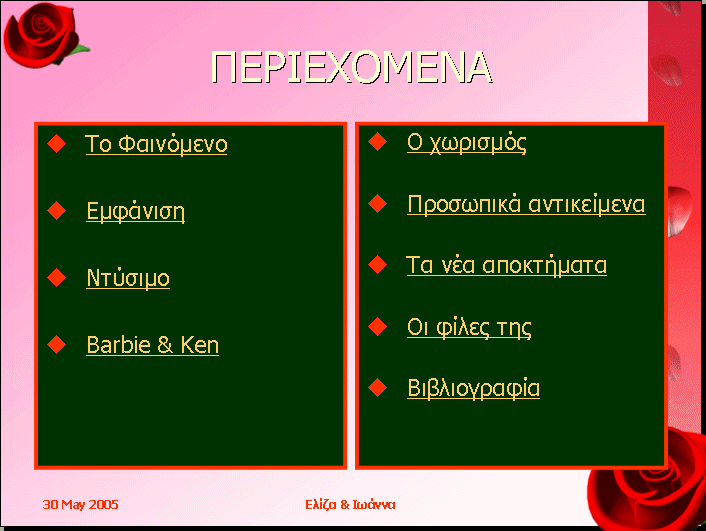 ΠΕΡΙΕΧΟΜΕΝΑ
Το Φαινόμενο
Εμφάνιση
Ντύσιμο
Barbie & Ken
Ο χωρισμός
Προσωπικά αντικείμενα
Τα νέα αποκτήματα
Οι φίλες της
Βιβλιογραφία
30 May 2005
Ελίζα & Ιωάννα